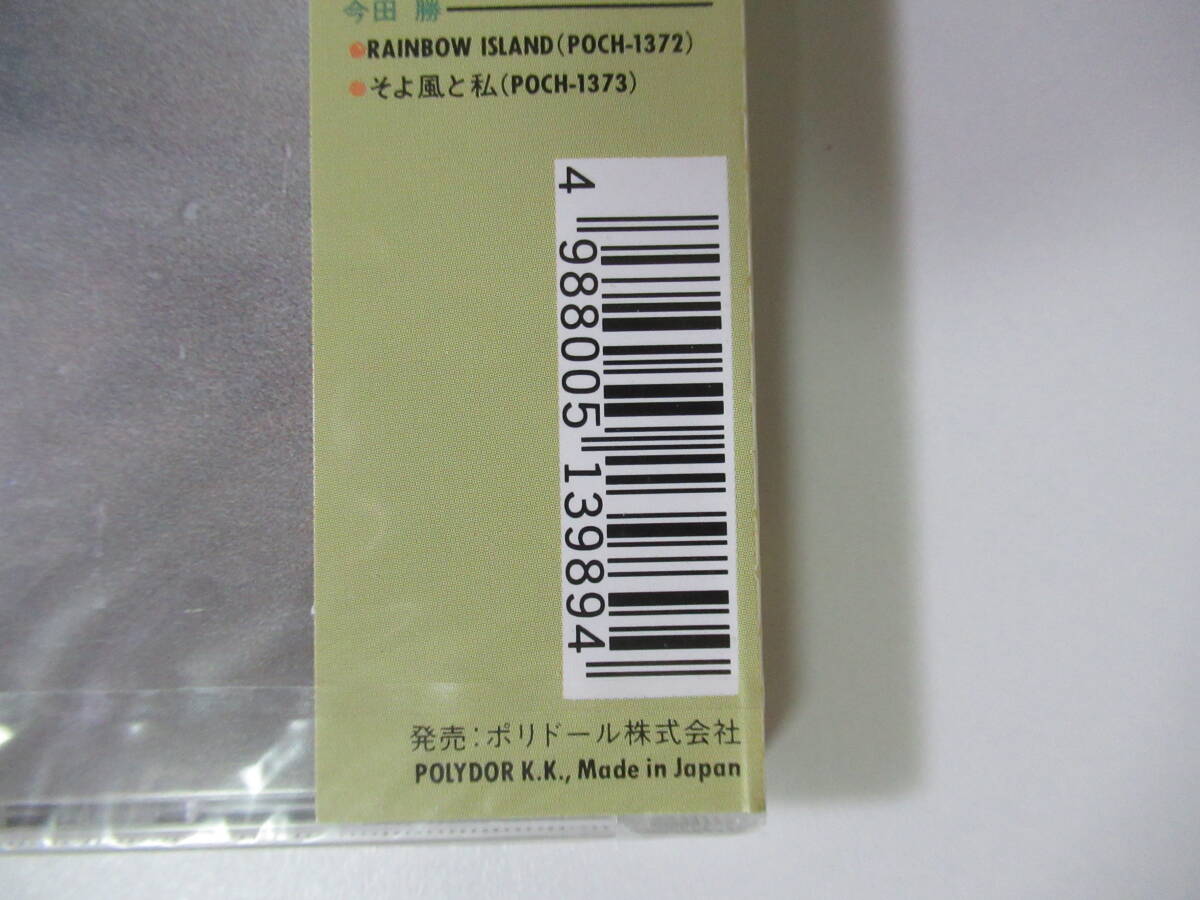 今田 勝
●RAINBOW ISLAND(POCH-1372)
●そよ風と私(POCH-1373)
4 988005 139894
発売:ポリドール株式会社
POLYDOR K.K., Made in Japan